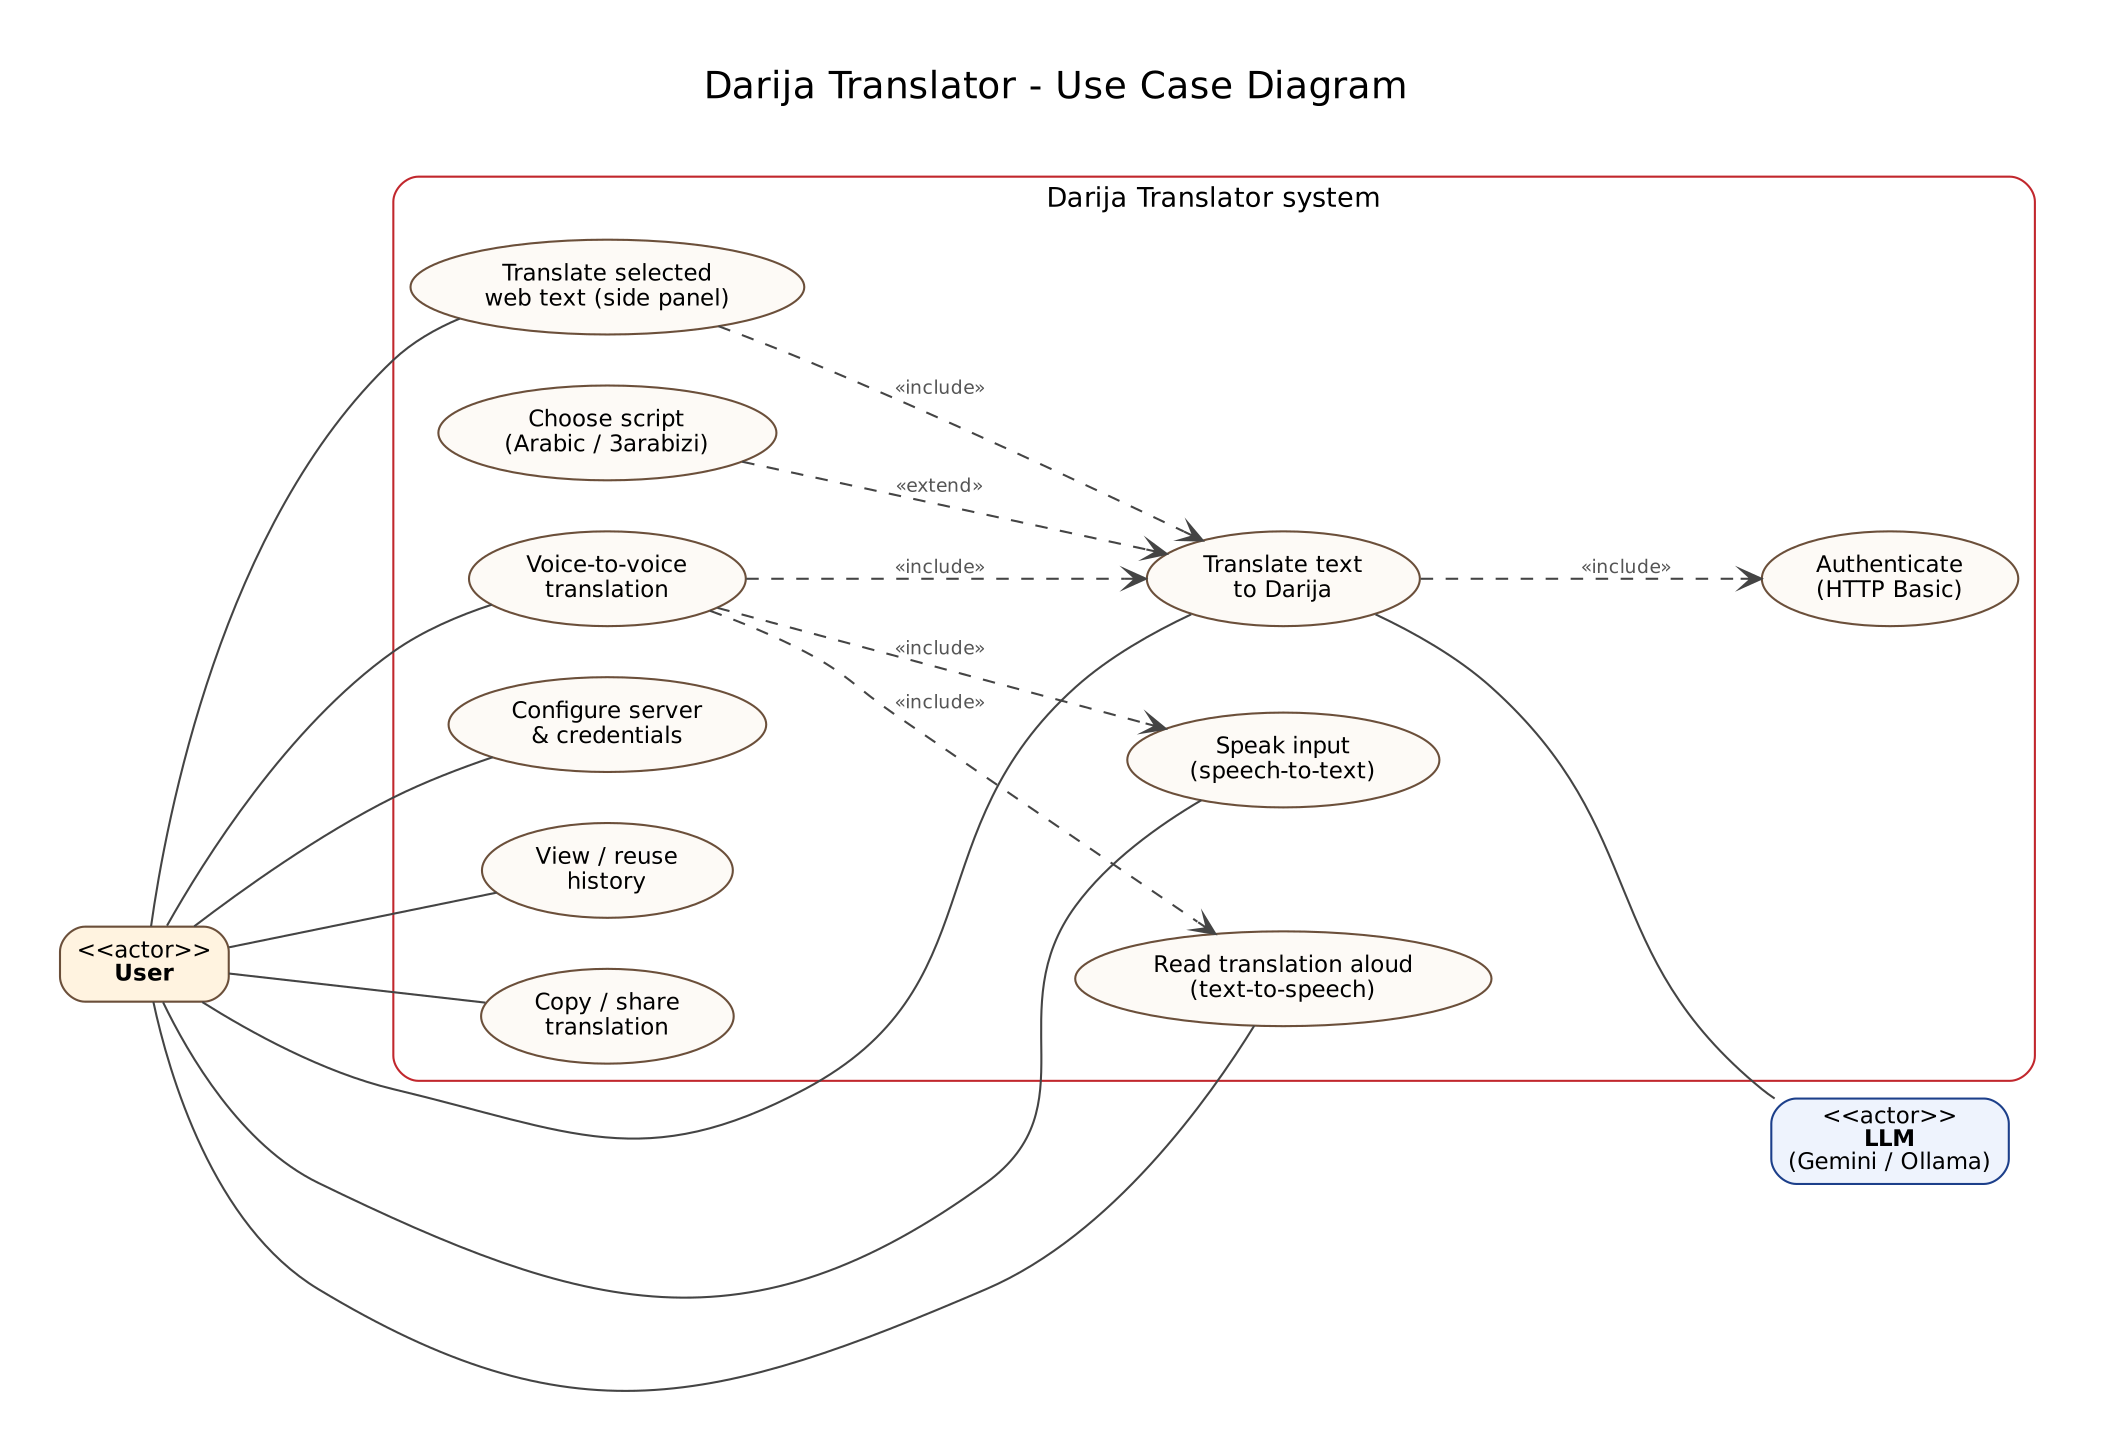 Darija Translator - Use Case Diagram
Darija Translator system
Translate selected
web text (side panel)
«include»
Choose script
(Arabic / 3arabizi)
«extend»
Voice-to-voice
translation
«include»
Translate text
to Darija
«include»
Authenticate
(HTTP Basic)
«include»
«include»
Configure server
& credentials
Speak input
(speech-to-text)
View / reuse
history
<<actor>>
User
Read translation aloud
(text-to-speech)
Copy / share
translation
<<actor>>
LLM
(Gemini / Ollama)